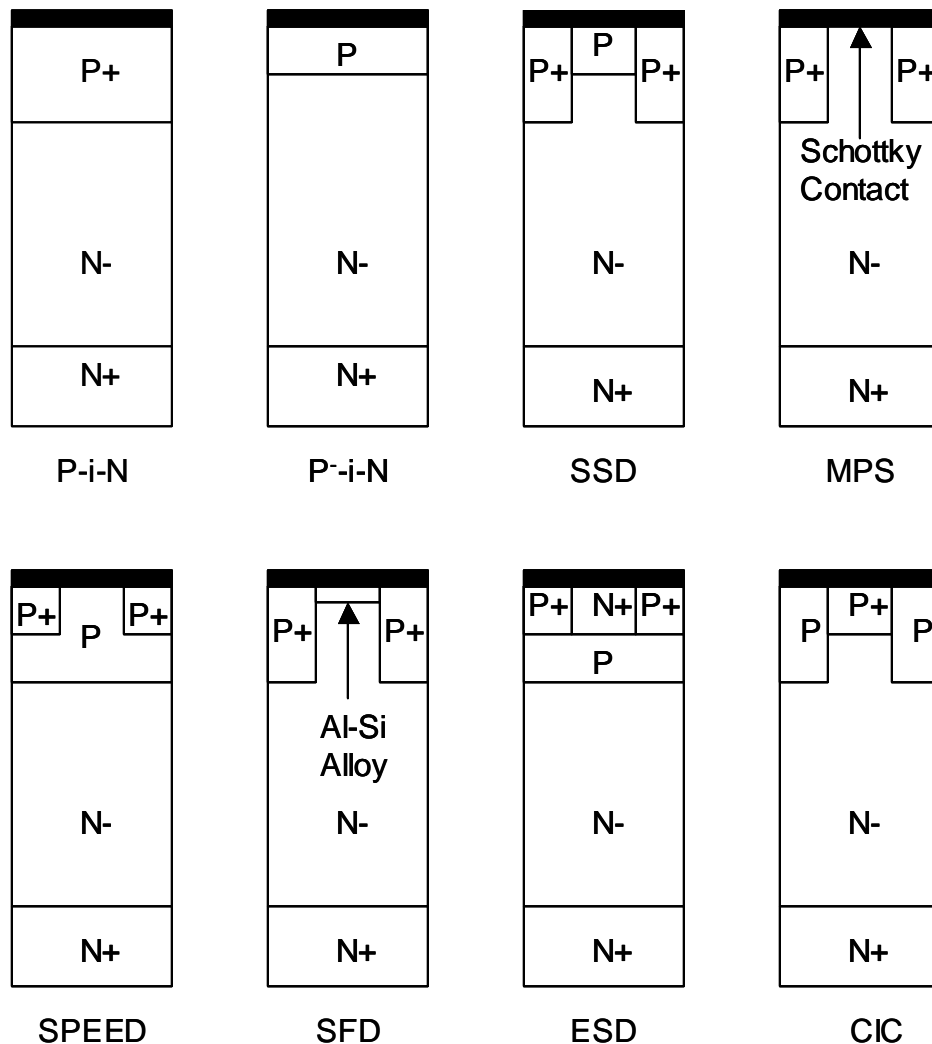 P+
N-
N+
P-i-N
P
N-
N+
P⁻-i-N
P+ P P+
N-
N+
SSD
P+ P+
Schottky
Contact
N-
N+
MPS
P+ P P+
N-
N+
SPEED
P+ P+
Al-Si
Alloy
N-
N+
SFD
P+ N+ P+
P
N-
N+
ESD
P P+ P
N-
N+
CIC